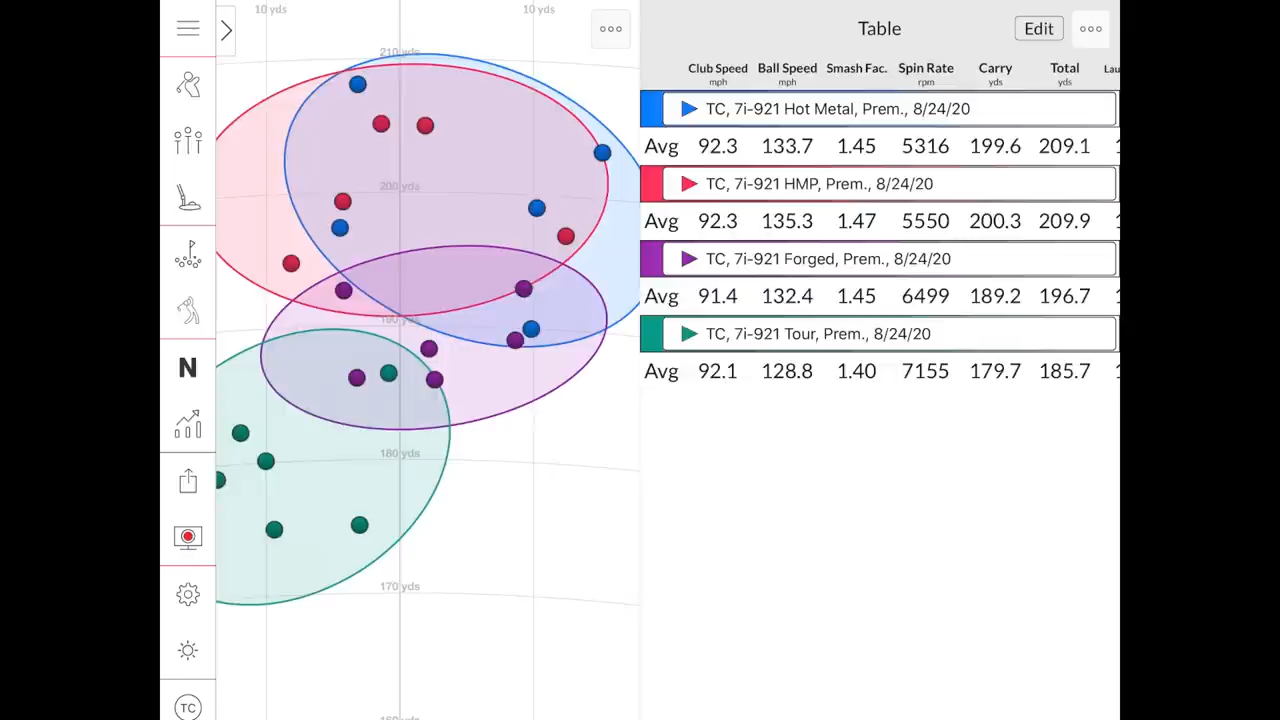 10 yds 10 yds
210 yds
200 yds
190 yds
180 yds
170 yds
N
TC
Table Edit
Club Speed Ball Speed Smash Fac. Spin Rate Carry Total Lau
mph mph rpm yds yds
TC, 7i-921 Hot Metal, Prem., 8/24/20
Avg 92.3 133.7 1.45 5316 199.6 209.1 1
TC, 7i-921 HMP, Prem., 8/24/20
Avg 92.3 135.3 1.47 5550 200.3 209.9 1
TC, 7i-921 Forged, Prem., 8/24/20
Avg 91.4 132.4 1.45 6499 189.2 196.7 1
TC, 7i-921 Tour, Prem., 8/24/20
Avg 92.1 128.8 1.40 7155 179.7 185.7 1